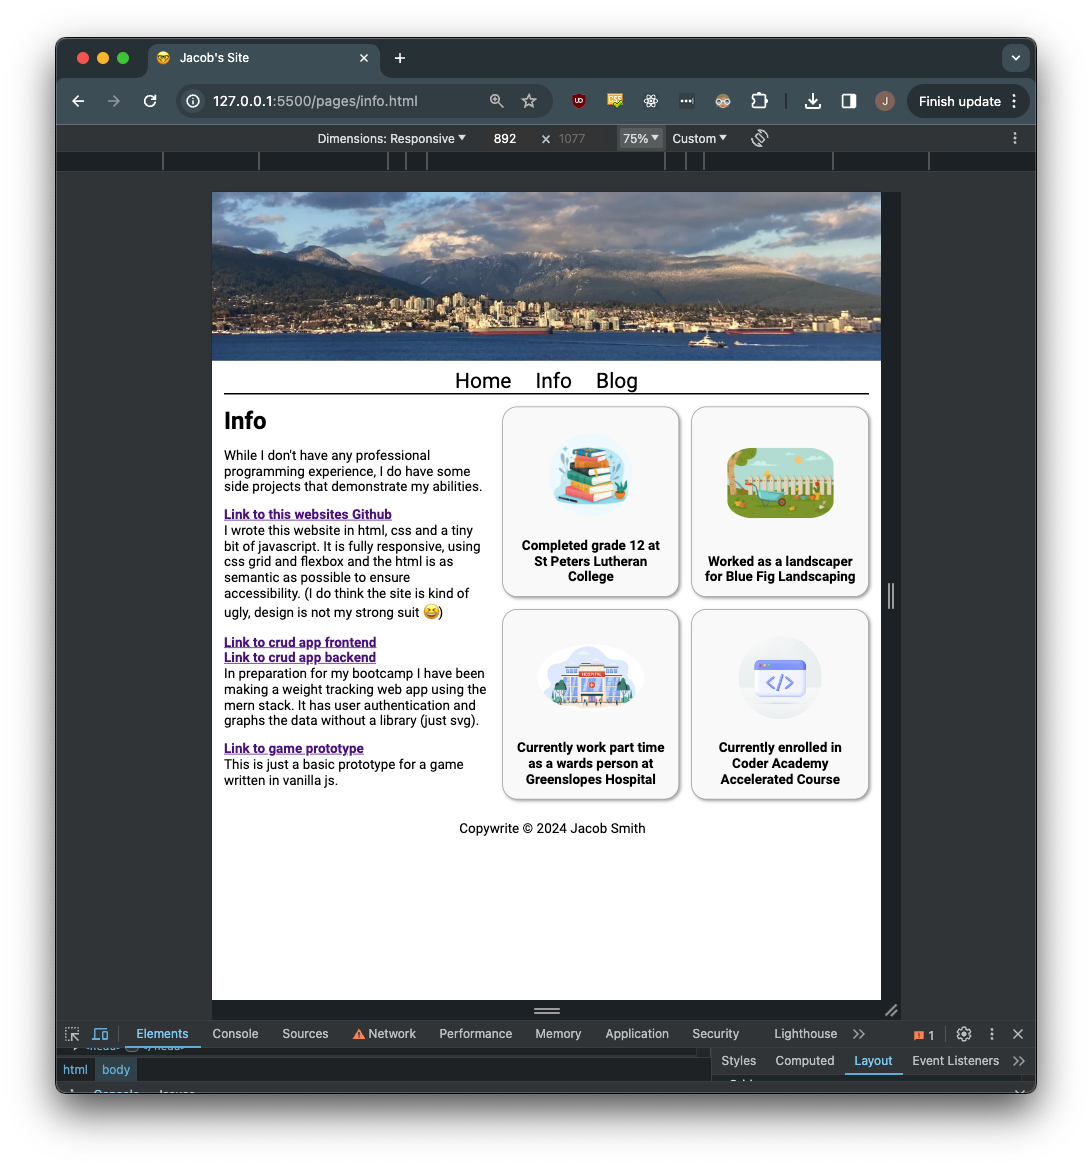 Jacob's Site
127.0.0.1:5500/pages/info.html
UD
J
Finish update
Dimensions: Responsive
892 × 1077
75%
Custom
Home Info Blog
Info
While I don't have any professional
programming experience, I do have some
side projects that demonstrate my abilities.
Link to this websites Github
I wrote this website in html, css and a tiny
bit of javascript. It is fully responsive, using
css grid and flexbox and the html is as
semantic as possible to ensure
accessibility. (I do think the site is kind of
ugly, design is not my strong suit 😆)
Link to crud app frontend
Link to crud app backend
In preparation for my bootcamp I have been
making a weight tracking web app using the
mern stack. It has user authentication and
graphs the data without a library (just svg).
Link to game prototype
This is just a basic prototype for a game
written in vanilla js.
Completed grade 12 at
St Peters Lutheran
College
Worked as a landscaper
for Blue Fig Landscaping
HOSPITAL
Currently work part time
as a wards person at
Greenslopes Hospital
</>
Currently enrolled in
Coder Academy
Accelerated Course
Copywrite © 2024 Jacob Smith
Elements Console Sources Network Performance Memory Application Security Lighthouse 1
html body
Styles Computed Layout Event Listeners